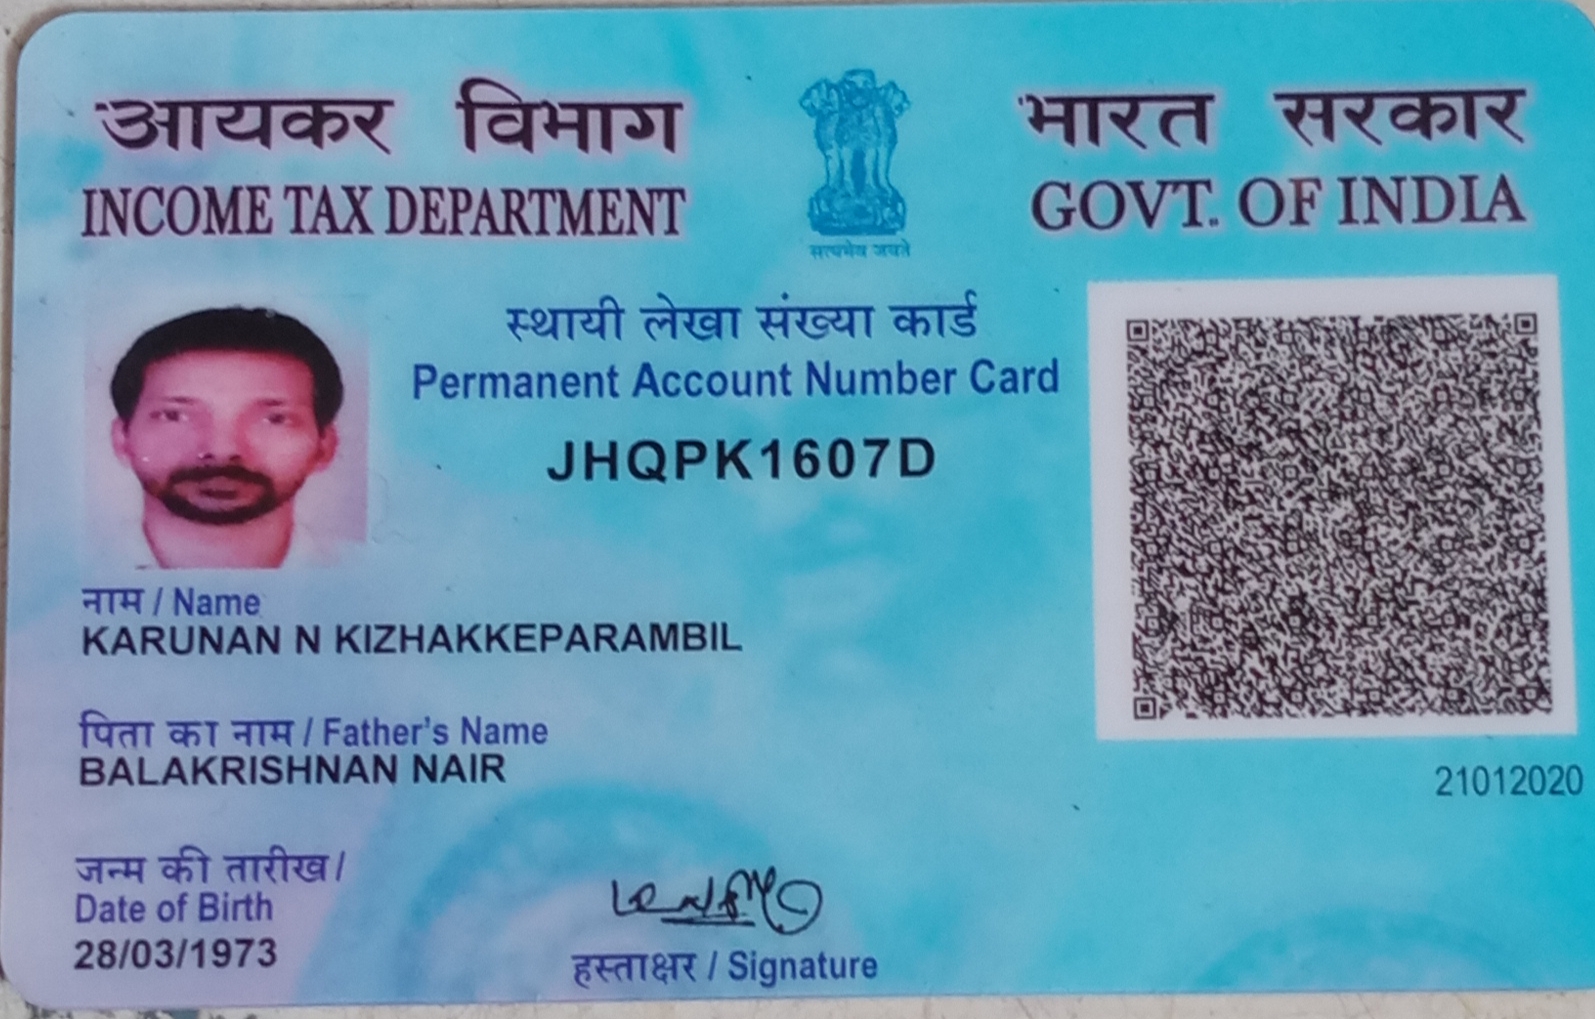 आयकर विभाग
INCOME TAX DEPARTMENT
सत्यमेव जयते
भारत सरकार
GOVT. OF INDIA
स्थायी लेखा संख्या कार्ड
Permanent Account Number Card
JHQPK1607D
नाम / Name
KARUNAN N KIZHAKKEPARAMBIL
पिता का नाम / Father's Name
BALAKRISHNAN NAIR
21012020
जन्म की तारीख /
Date of Birth
28/03/1973
हस्ताक्षर / Signature